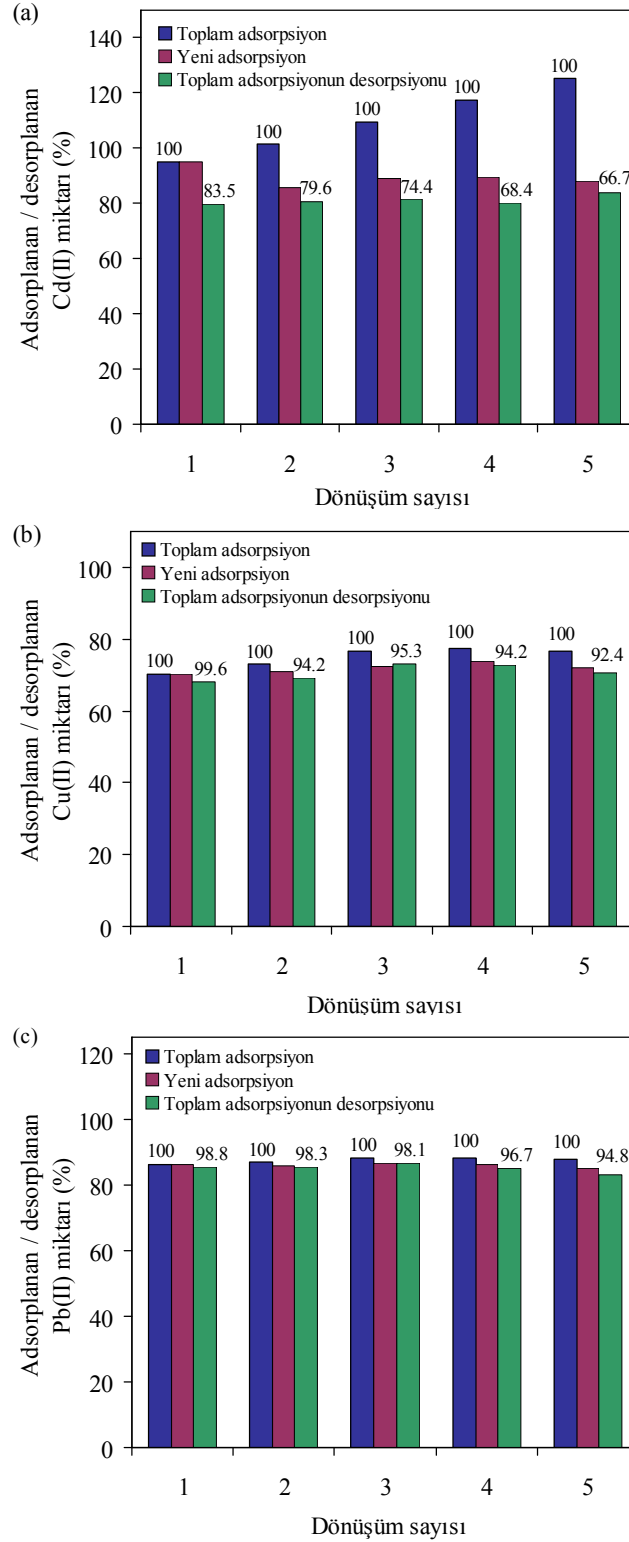 (a)
Adsorplanan / desorplanan
Cd(II) miktarı (%)
140
120
100
80
60
40
20
0
Toplam adsorpsiyon
Yeni adsorpsiyon
Toplam adsorpsiyonun desorpsiyonu
100
83.5
100
79.6
100
74.4
100
68.4
100
66.7
1 2 3 4 5
Dönüşüm sayısı
(b)
Adsorplanan / desorplanan
Cu(II) miktarı (%)
100
80
60
40
20
0
Toplam adsorpsiyon
Yeni adsorpsiyon
Toplam adsorpsiyonun desorpsiyonu
100
99.6
100
94.2
100
95.3
100
94.2
100
92.4
1 2 3 4 5
Dönüşüm sayısı
(c)
Adsorplanan / desorplanan
Pb(II) miktarı (%)
120
100
80
60
40
20
0
Toplam adsorpsiyon
Yeni adsorpsiyon
Toplam adsorpsiyonun desorpsiyonu
100
98.8
100
98.3
100
98.1
100
96.7
100
94.8
1 2 3 4 5
Dönüşüm sayısı